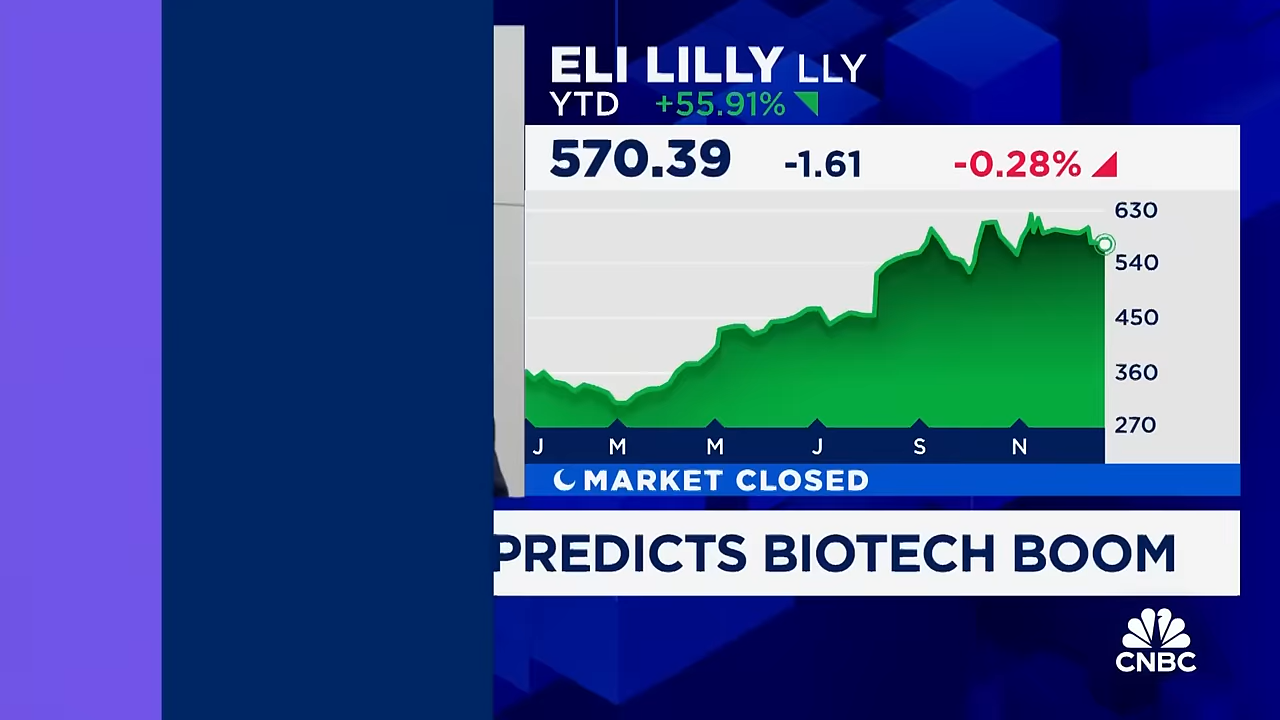 ELI LILLY LLY
YTD +55.91%
570.39 -1.61 -0.28%
630
540
450
360
270
J M M J S N
MARKET CLOSED
PREDICTS BIOTECH BOOM
CNBC